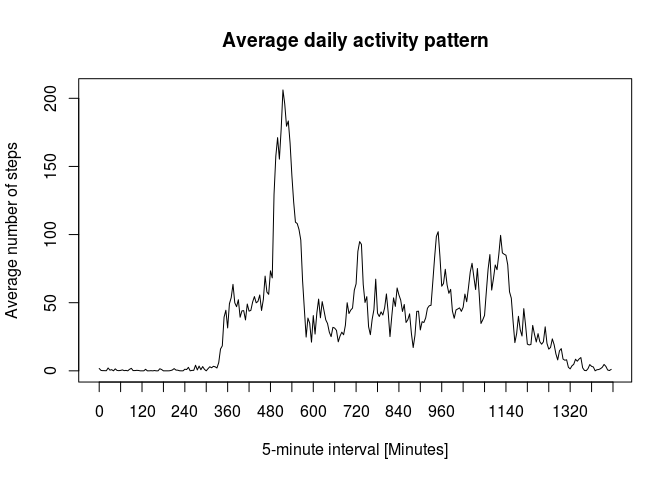 Average daily activity pattern
Average number of steps
200
150
100
50
0
0 120 240 360 480 600 720 840 960 1140 1320
5-minute interval [Minutes]